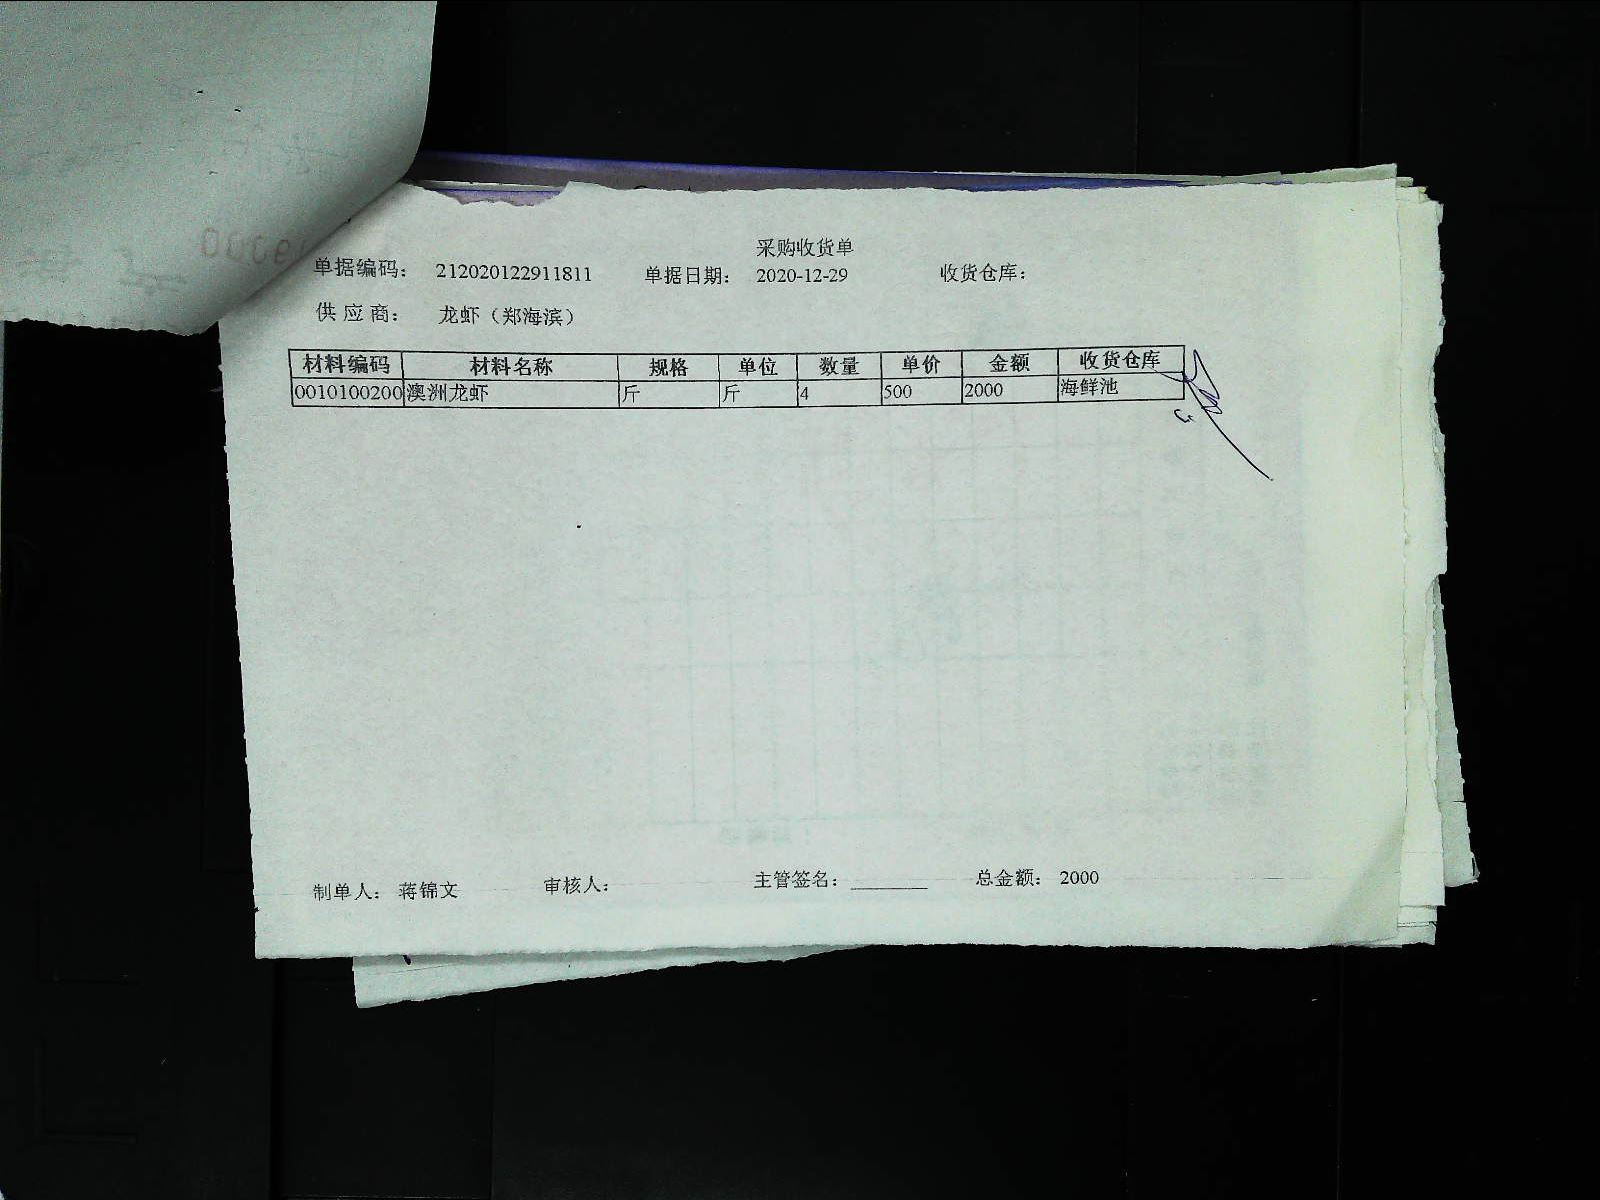 采购收货单
单据编码： 212020122911811 单据日期： 2020-12-29 收货仓库：
供应商： 龙虾（郑海滨）
材料编码 材料名称 规格 单位 数量 单价 金额 收货仓库
0010100200 澳洲龙虾 斤 斤 4 500 2000 海鲜池
制单人： 蒋锦文 审核人： 主管签名：________ 总金额： 2000